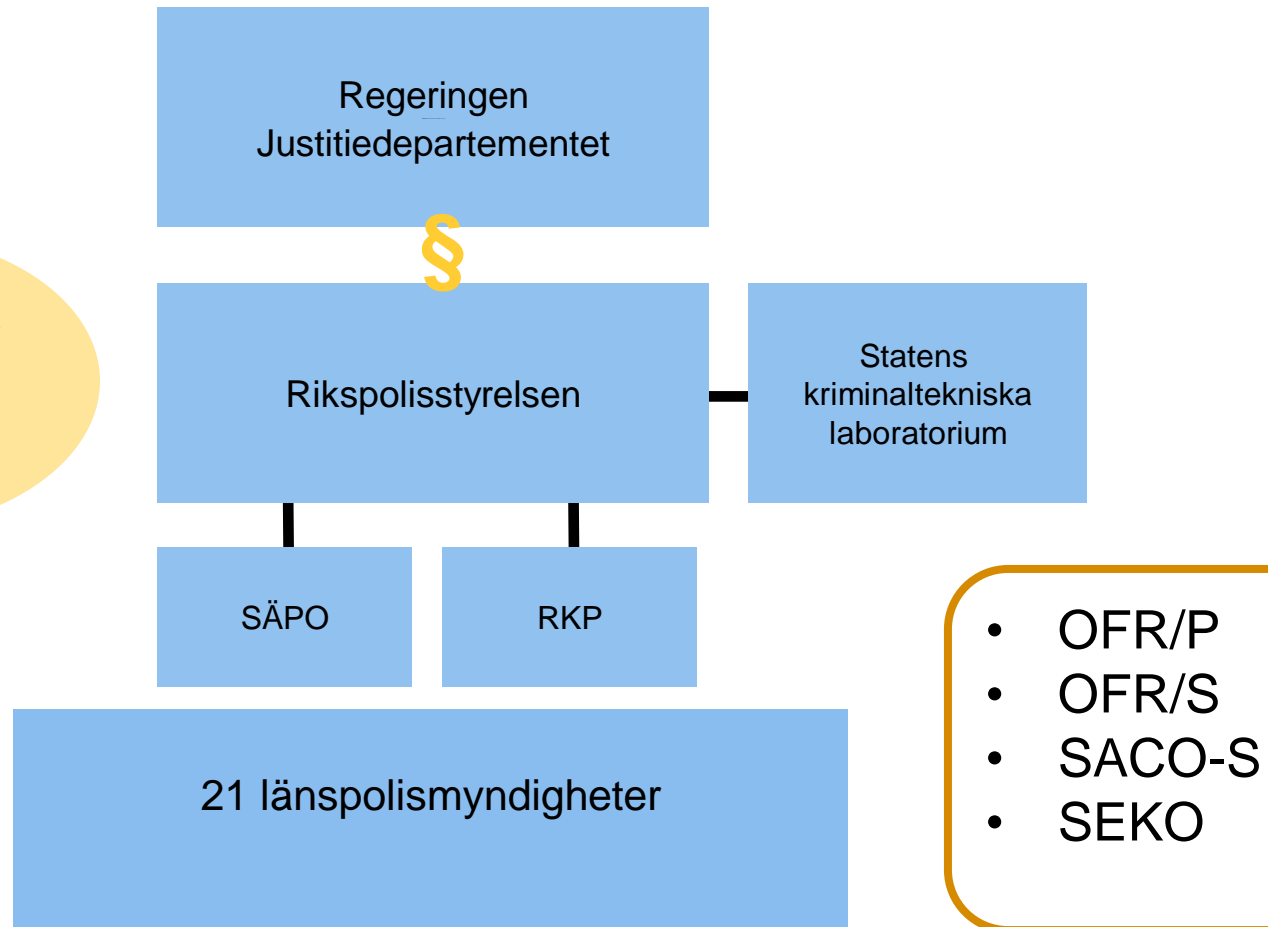 Regeringen
Justitiedepartementet
§
Rikspolisstyrelsen
Statens
kriminaltekniska
laboratorium
SÄPO
RKP
21 länspolismyndigheter
• OFR/P
• OFR/S
• SACO-S
• SEKO